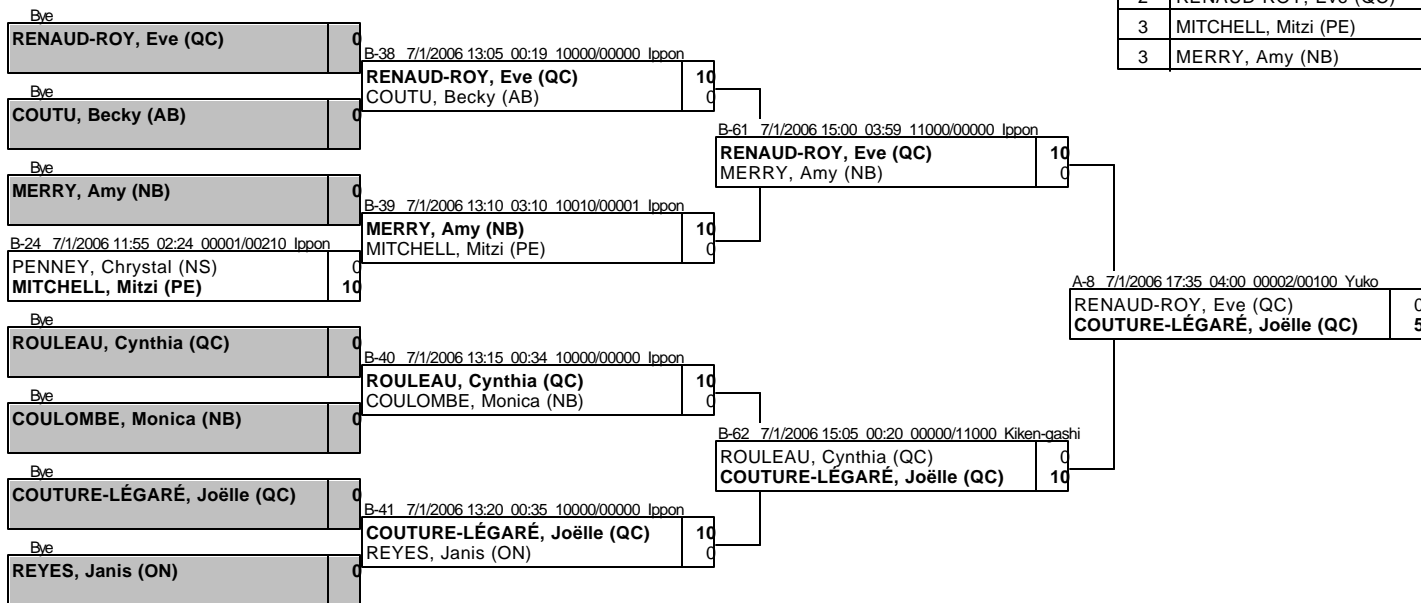 2 RENAUD-ROY, Eve (QC)
3 MITCHELL, Mitzi (PE)
3 MERRY, Amy (NB)
Bye
RENAUD-ROY, Eve (QC) 0
Bye
COUTU, Becky (AB) 0
Bye
MERRY, Amy (NB) 0
B-24 7/1/2006 11:55 02:24 00001/00210 Ippon
PENNEY, Chrystal (NS) 0
MITCHELL, Mitzi (PE) 10
Bye
ROULEAU, Cynthia (QC) 0
Bye
COULOMBE, Monica (NB) 0
Bye
COUTURE-LÉGARÉ, Joëlle (QC) 0
Bye
REYES, Janis (ON) 0
B-38 7/1/2006 13:05 00:19 10000/00000 Ippon
RENAUD-ROY, Eve (QC) 10
COUTU, Becky (AB) 0
B-39 7/1/2006 13:10 03:10 10010/00001 Ippon
MERRY, Amy (NB) 10
MITCHELL, Mitzi (PE) 0
B-40 7/1/2006 13:15 00:34 10000/00000 Ippon
ROULEAU, Cynthia (QC) 10
COULOMBE, Monica (NB) 0
B-41 7/1/2006 13:20 00:35 10000/00000 Ippon
COUTURE-LÉGARÉ, Joëlle (QC) 10
REYES, Janis (ON) 0
B-61 7/1/2006 15:00 03:59 11000/00000 Ippon
RENAUD-ROY, Eve (QC) 10
MERRY, Amy (NB) 0
B-62 7/1/2006 15:05 00:20 00000/11000 Kiken-gashi
ROULEAU, Cynthia (QC) 0
COUTURE-LÉGARÉ, Joëlle (QC) 10
A-8 7/1/2006 17:35 04:00 00002/00100 Yuko
RENAUD-ROY, Eve (QC) 0
COUTURE-LÉGARÉ, Joëlle (QC) 5